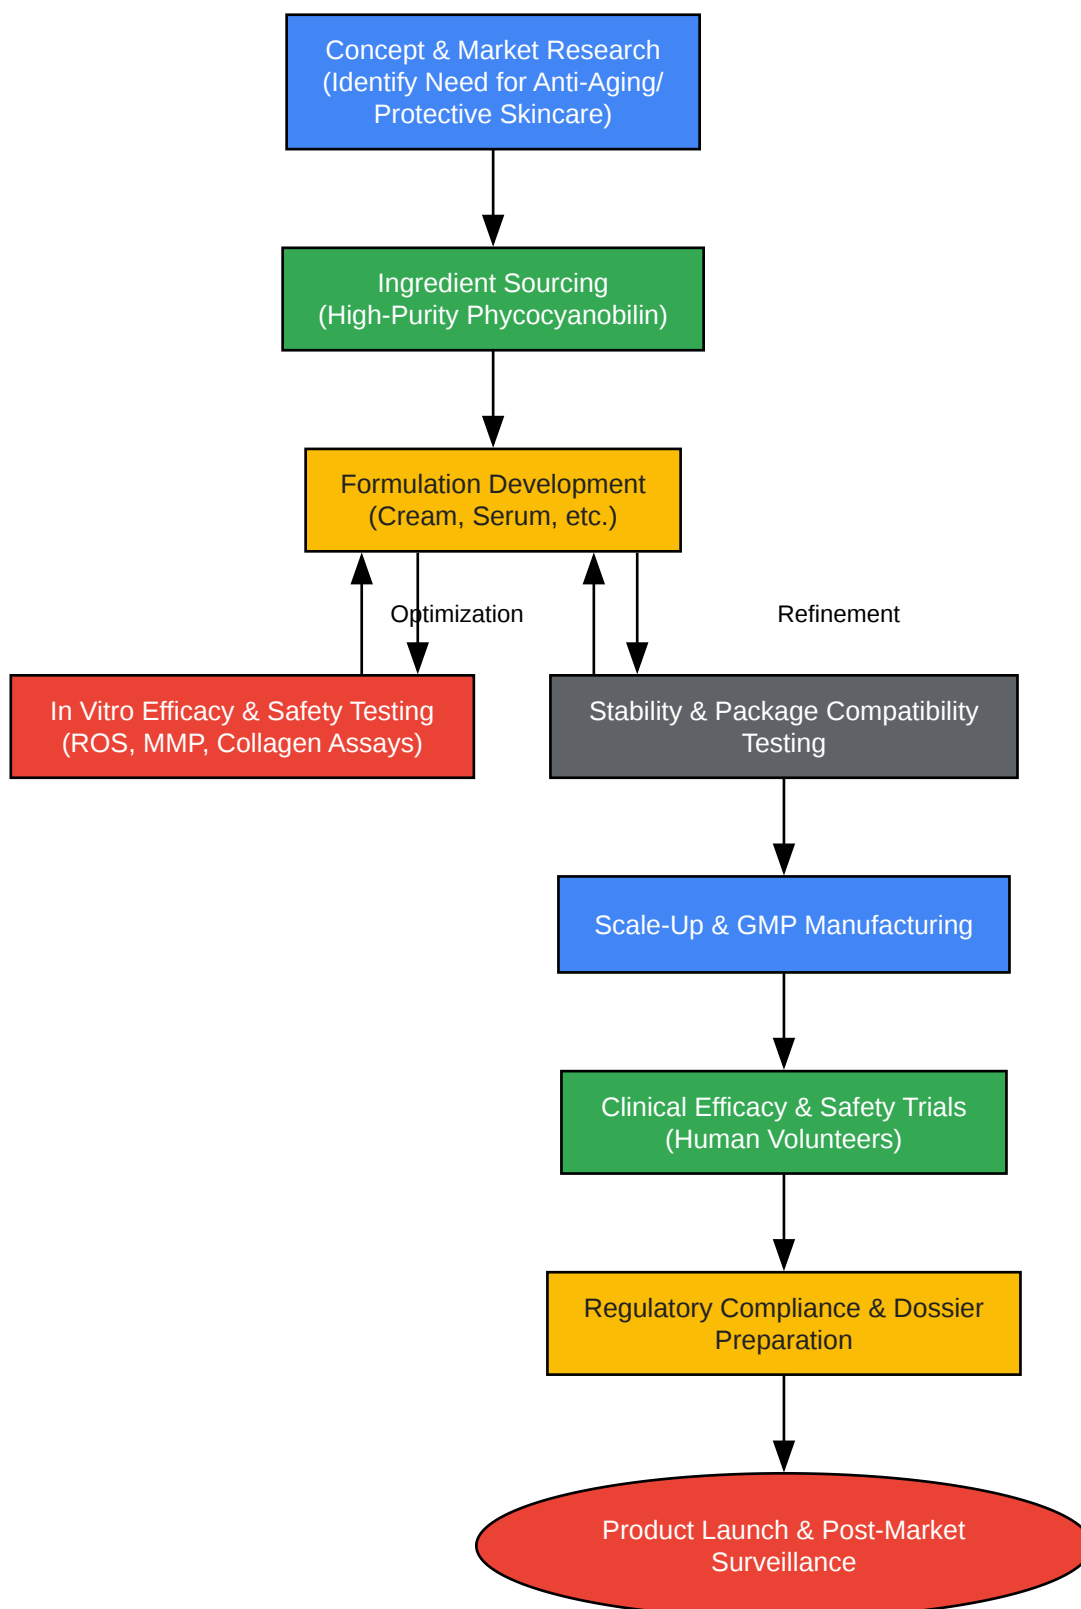 Concept & Market Research
(Identify Need for Anti-Aging/
Protective Skincare)
Ingredient Sourcing
(High-Purity Phycocyanobilin)
Formulation Development
(Cream, Serum, etc.)
Optimization
Refinement
In Vitro Efficacy & Safety Testing
(ROS, MMP, Collagen Assays)
Stability & Package Compatibility
Testing
Scale-Up & GMP Manufacturing
Clinical Efficacy & Safety Trials
(Human Volunteers)
Regulatory Compliance & Dossier
Preparation
Product Launch & Post-Market
Surveillance